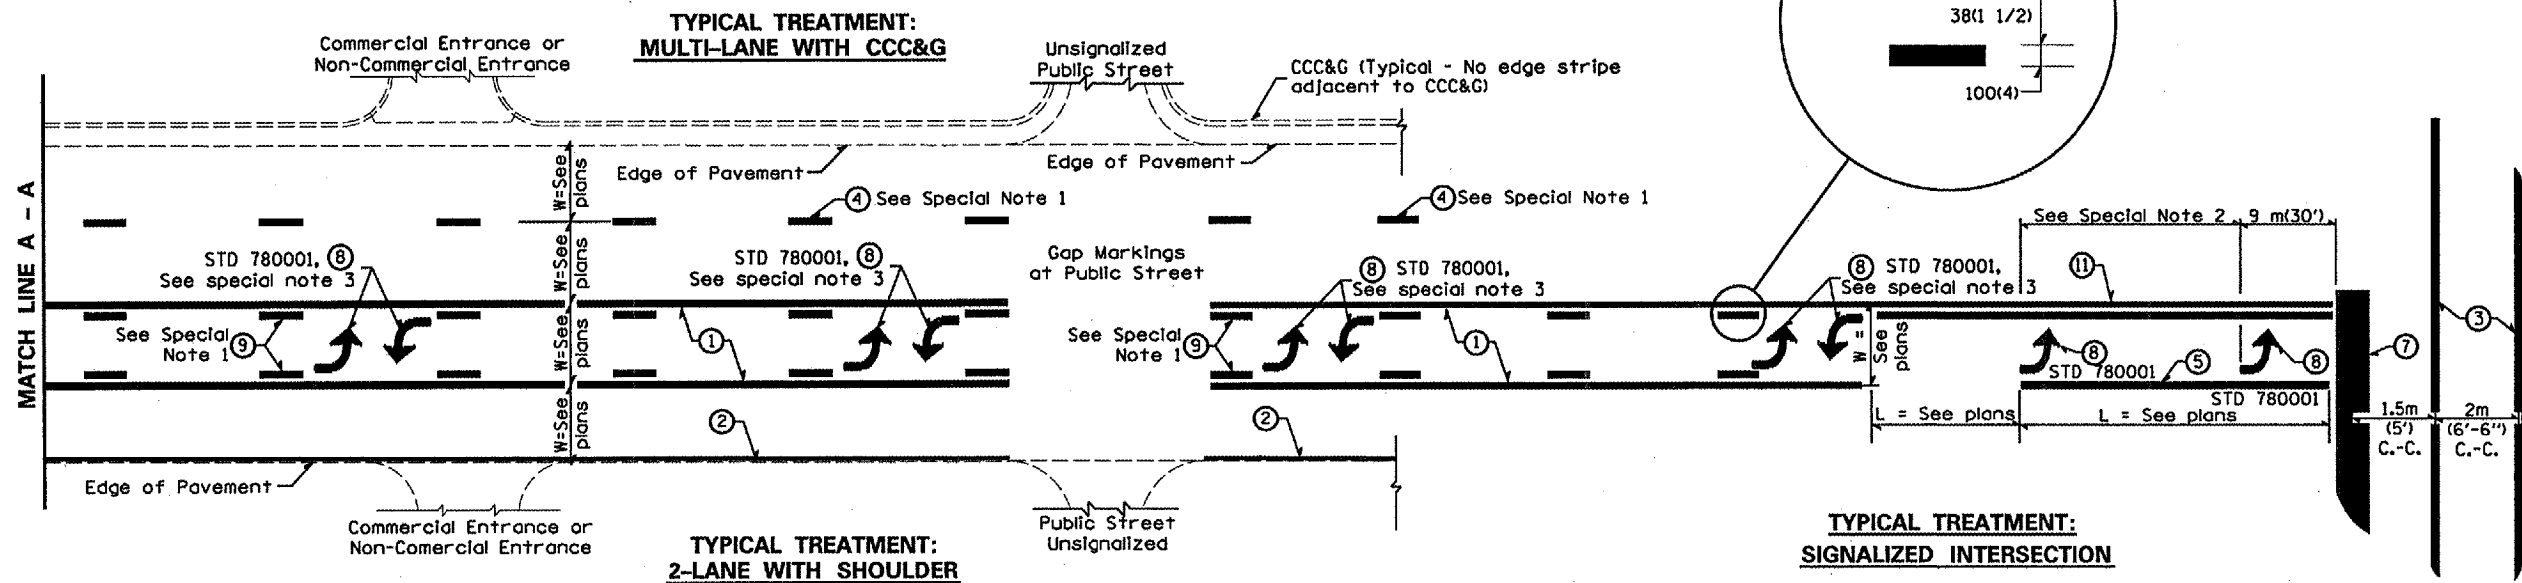 TYPICAL TREATMENT:
MULTI-LANE WITH CCC&G
Commercial Entrance or
Non-Commercial Entrance
Unsignalized
Public Street
CCC&G (Typical - No edge stripe
adjacent to CCC&G)
38(1 1/2)
100(4)
MATCH LINE A - A
Edge of Pavement
Edge of Pavement
W=See
plans
4 See Special Note 1
4 See Special Note 1
See Special Note 2
9 m(30')
STD 780001, 8
See special note 3
W=See
plans
STD 780001, 8
See special note 3
Gap Markings
at Public Street
8 STD 780001,
See special note 3
8 STD 780001,
See special note 3
11
3
See Special
Note 1 9
W=See
plans
1
See Special
Note 1 9
1
W =
See
plans
8
STD 780001
5
8
7
STD 780001
L = See plans
L = See plans
1.5m
(5')
C.-C.
2m
(6'-6")
C.-C.
W=See
plans
2
2
Edge of Pavement
Commercial Entrance or
Non-Comercial Entrance
Public Street
Unsignalized
TYPICAL TREATMENT:
2-LANE WITH SHOULDER
TYPICAL TREATMENT:
SIGNALIZED INTERSECTION